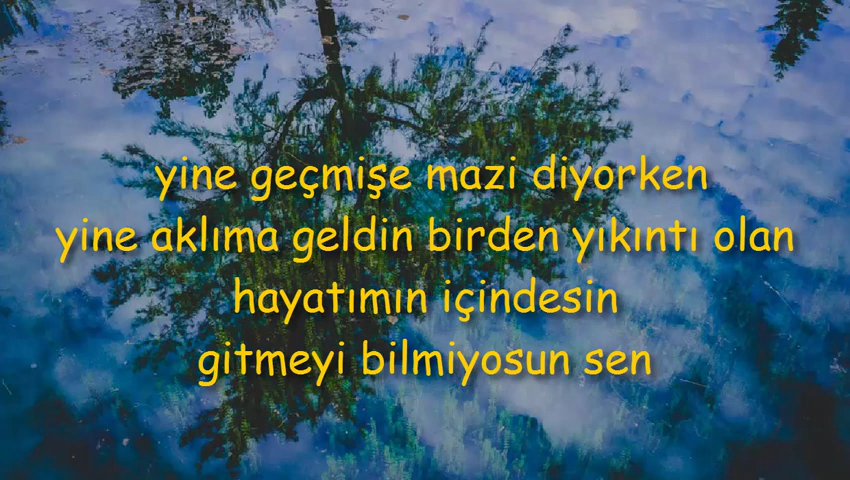 yine geçmişe mazi diyorken
yine aklıma geldin birden yıkıntı olan
hayatımın içindesin
gitmeyi bilmiyosun sen